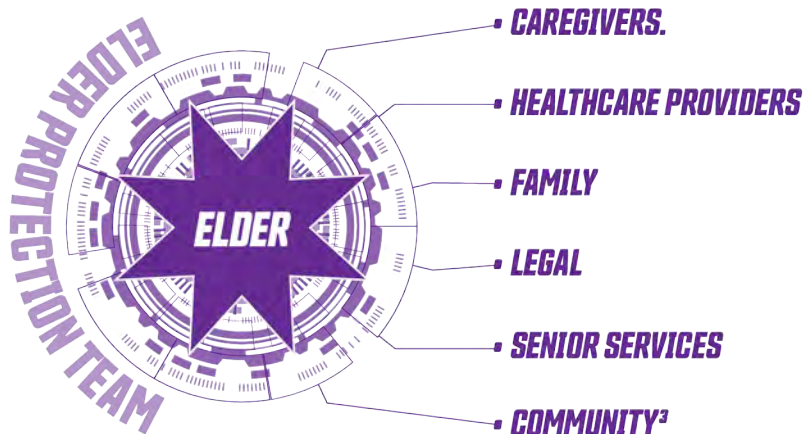 ELDER PROTECTION TEAM
ELDER
CAREGIVERS.
HEALTHCARE PROVIDERS
FAMILY
LEGAL
SENIOR SERVICES
COMMUNITY³